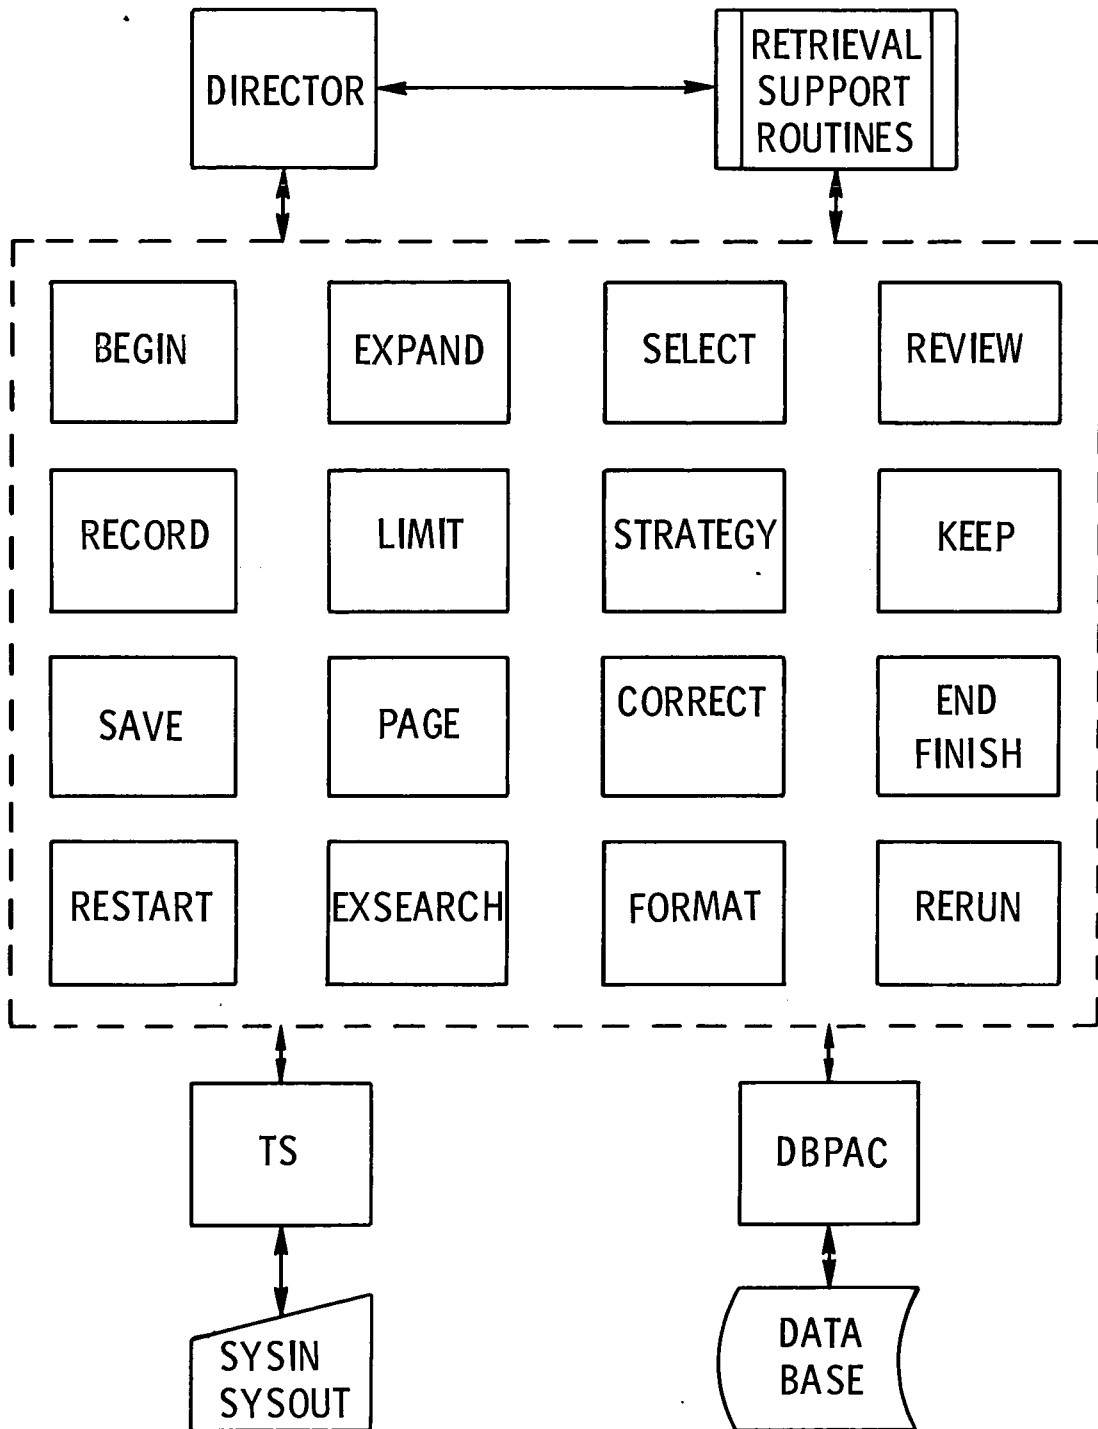 DIRECTOR
RETRIEVAL
SUPPORT
ROUTINES
BEGIN
EXPAND
SELECT
REVIEW
RECORD
LIMIT
STRATEGY
KEEP
SAVE
PAGE
CORRECT
END
FINISH
RESTART
EXSEARCH
FORMAT
RERUN
TS
DBPAC
SYSIN
SYSOUT
DATA
BASE